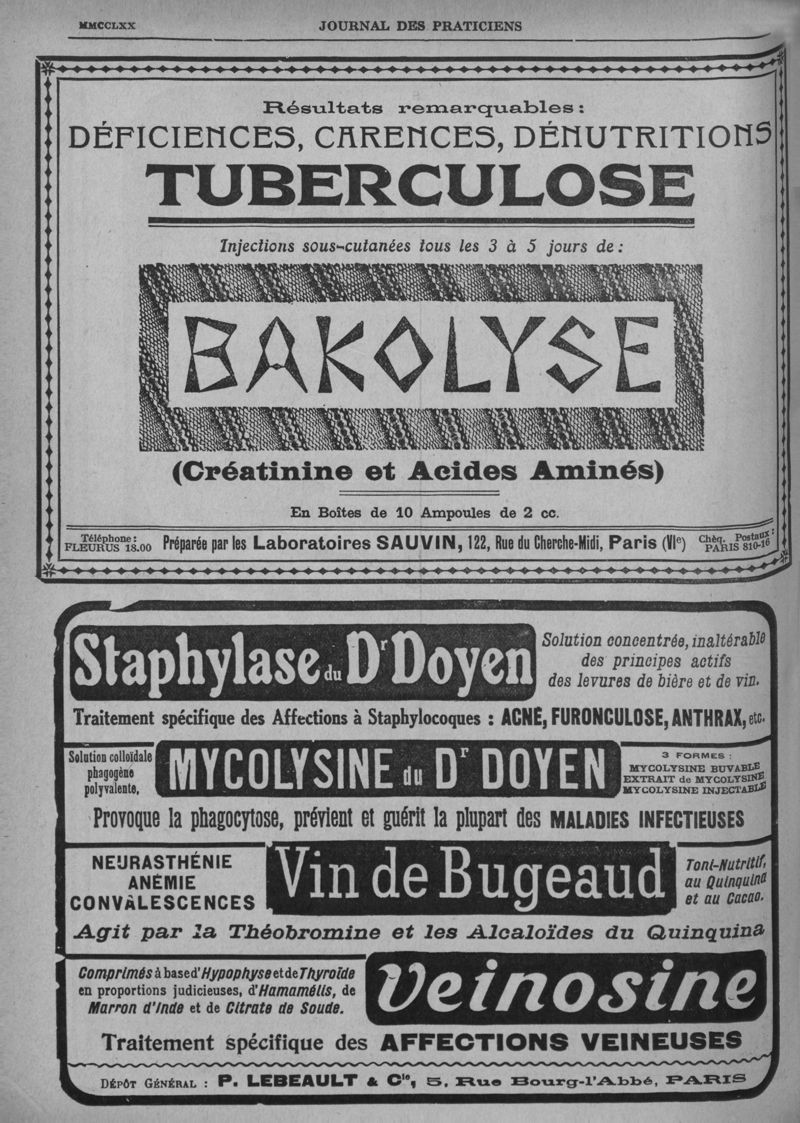 MMCCLXX
JOURNAL DES PRATICIENS
Résultats remarquables :
DÉFICIENCES, CARENCES, DÉNUTRITIONS
TUBERCULOSE
Injections sous-cutanées tous les 3 à 5 jours de :
BAKOLYSE
(Créatinine et Acides Aminés)
En Boîtes de 10 Ampoules de 2 cc.
Téléphone :
FLEURUS 18.00
Préparée par les Laboratoires SAUVIN, 122, Rue du Cherche-Midi, Paris (VIe)
Chèq. Postaux :
PARIS 810-16
Staphylase du Dr Doyen
Solution concentrée, inaltérable
des principes actifs
des levures de bière et de vin.
Traitement spécifique des Affections à Staphylocoques : ACNÉ, FURONCULOSE, ANTHRAX, etc.
Solution colloïdale
phagogène
polyvalente,
MYCOLYSINE du Dr DOYEN
3 FORMES :
MYCOLYSINE BUVABLE
EXTRAIT de MYCOLYSINE
MYCOLYSINE INJECTABLE
Provoque la phagocytose, prévient et guérit la plupart des MALADIES INFECTIEUSES
NEURASTHÉNIE
ANÉMIE
CONVALESCENCES
Vin de Bugeaud
Toni-Nutritif,
au Quinquina
et au Cacao.
Agit par la Théobromine et les Alcaloïdes du Quinquina
Comprimés à base d'Hypophyse et de Thyroïde
en proportions judicieuses, d'Hamamélis, de
Marron d'Inde et de Citrate de Soude.
Veinosine
Traitement spécifique des AFFECTIONS VEINEUSES
DÉPÔT GÉNÉRAL : P. LEBEAULT & Cie, 5, Rue Bourg-l'Abbé, PARIS